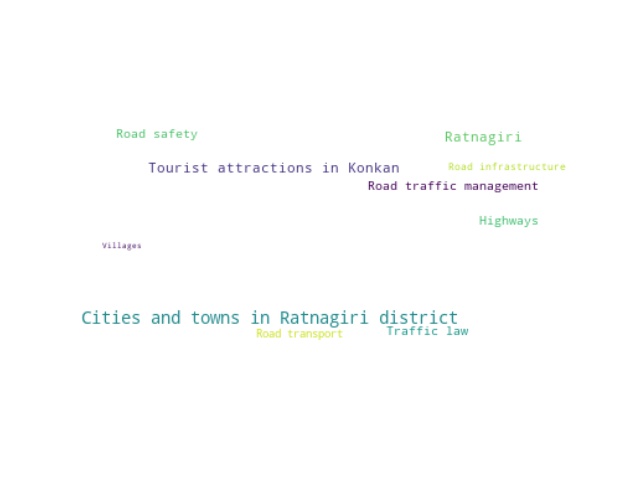 Road safety
Ratnagiri
Tourist attractions in Konkan
Road infrastructure
Road traffic management
Highways
Villages
Cities and towns in Ratnagiri district
Road transport
Traffic law